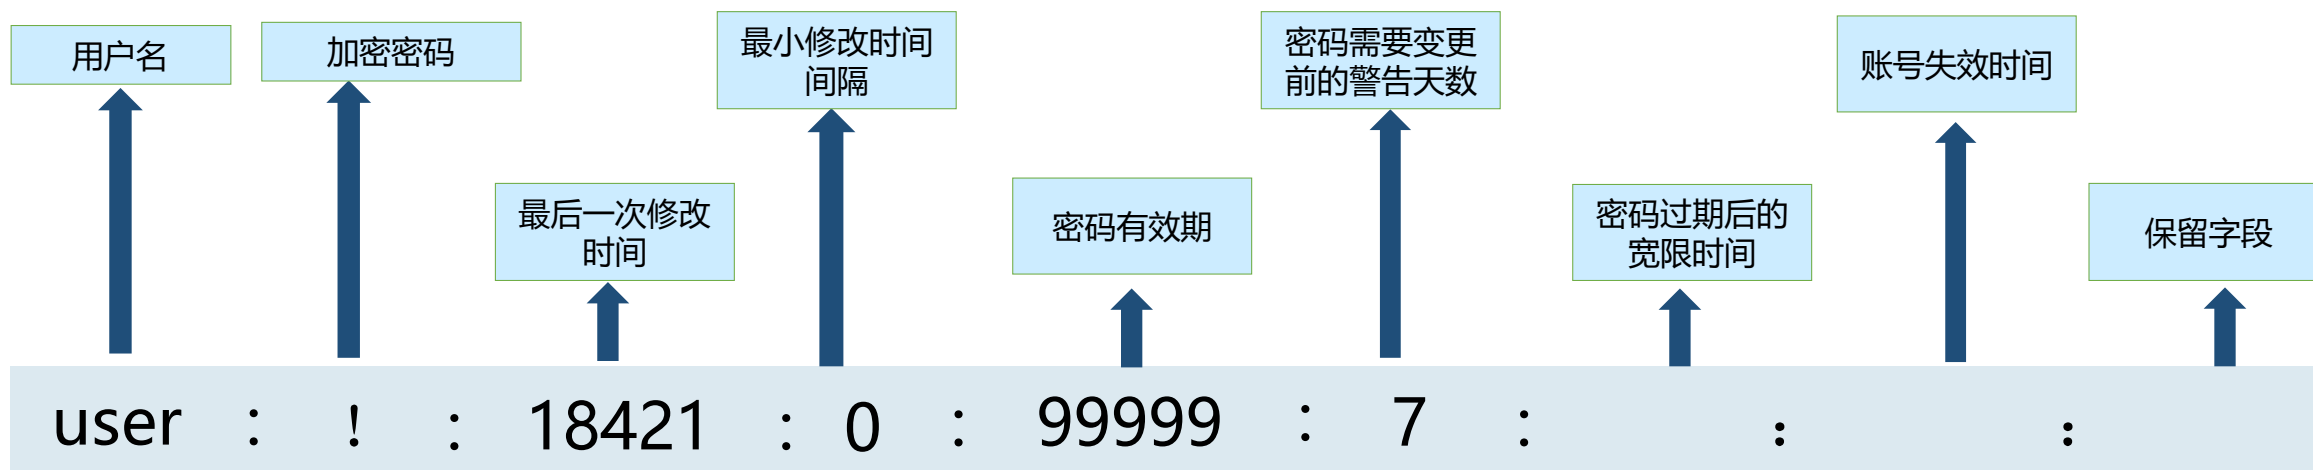 用户名
加密密码
最小修改时间
间隔
密码需要变更
前的警告天数
账号失效时间
最后一次修改
时间
密码有效期
密码过期后的
宽限时间
保留字段
user : ! : 18421 : 0 : 99999 : 7 : : :